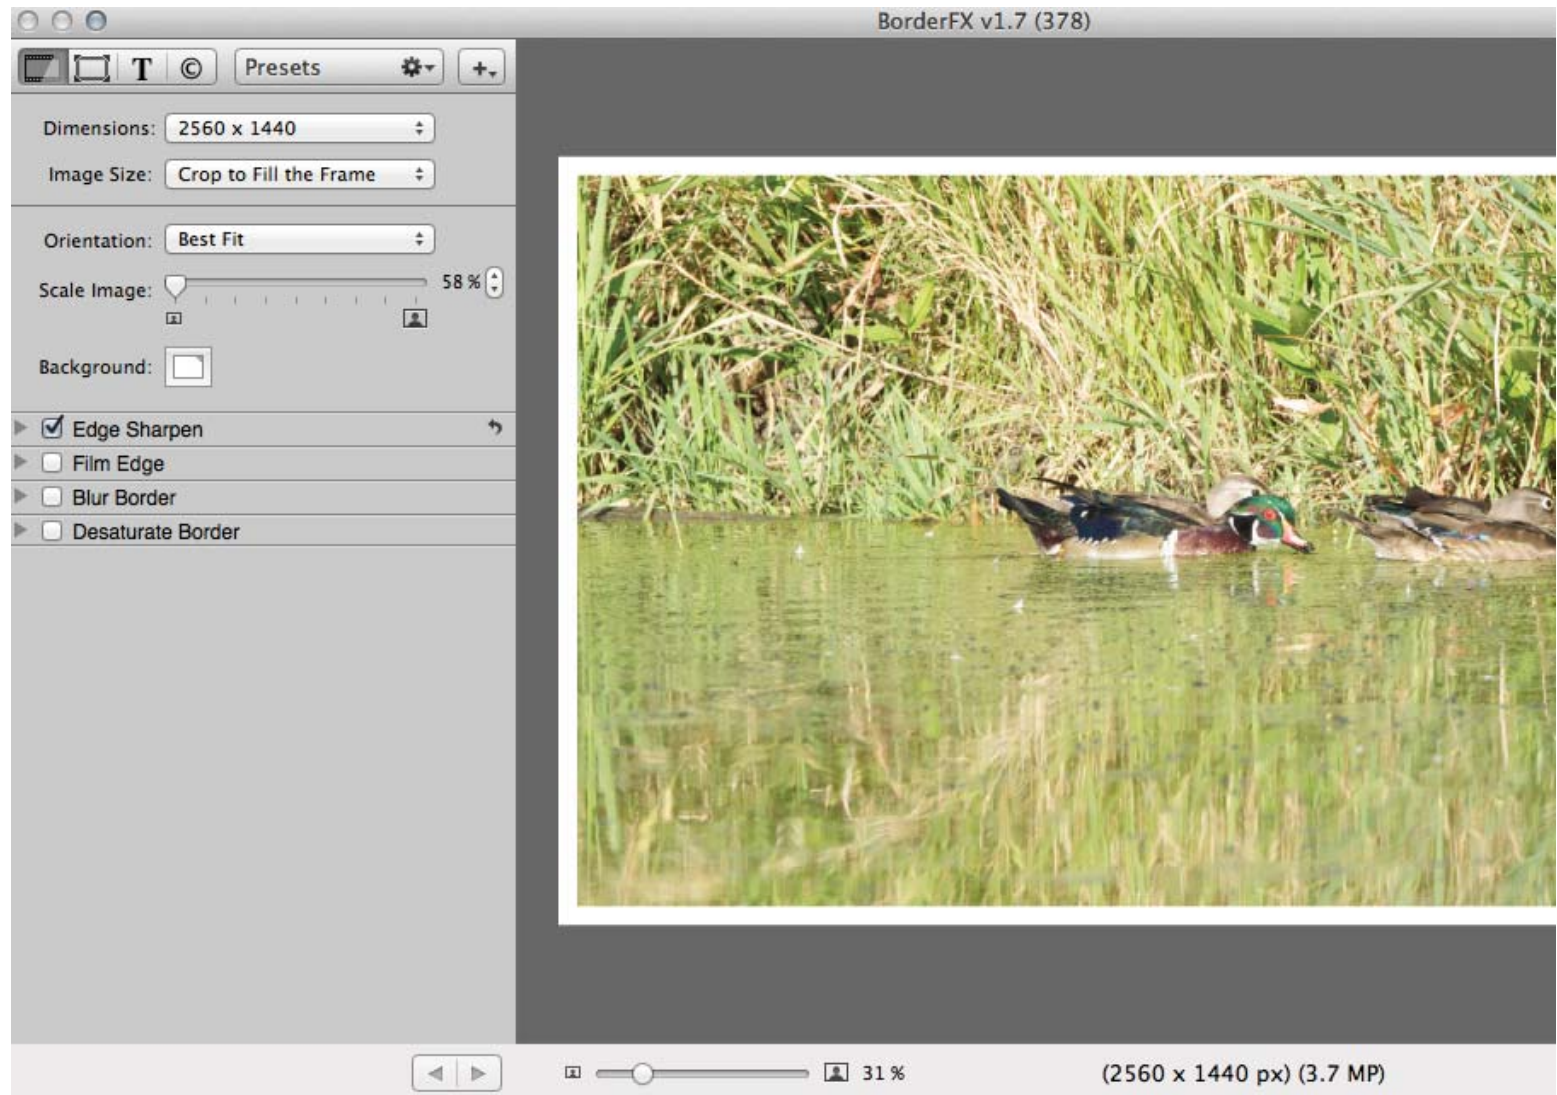 BorderFX v1.7 (378)
T © Presets
Dimensions: 2560 x 1440
Image Size: Crop to Fill the Frame
Orientation: Best Fit
Scale Image: 58 %
Background:
Edge Sharpen
Film Edge
Blur Border
Desaturate Border
31 % (2560 x 1440 px) (3.7 MP)